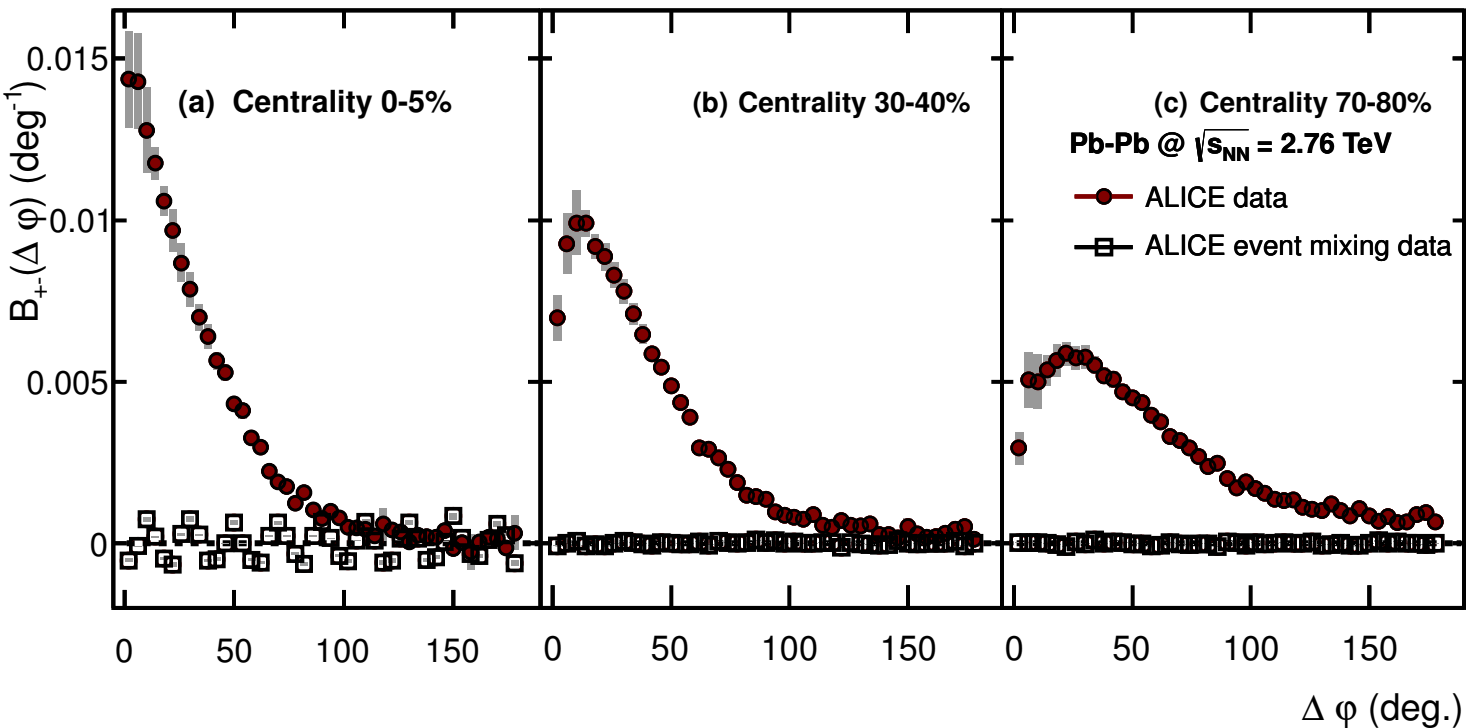 0.015
(a) Centrality 0-5%
(b) Centrality 30-40%
(c) Centrality 70-80%
Pb-Pb @ √sNN = 2.76 TeV
ALICE data
ALICE event mixing data
B+-(Δ φ) (deg-1)
0.01
0.005
0
0 50 100 150
0 50 100 150
0 50 100 150
Δ φ (deg.)